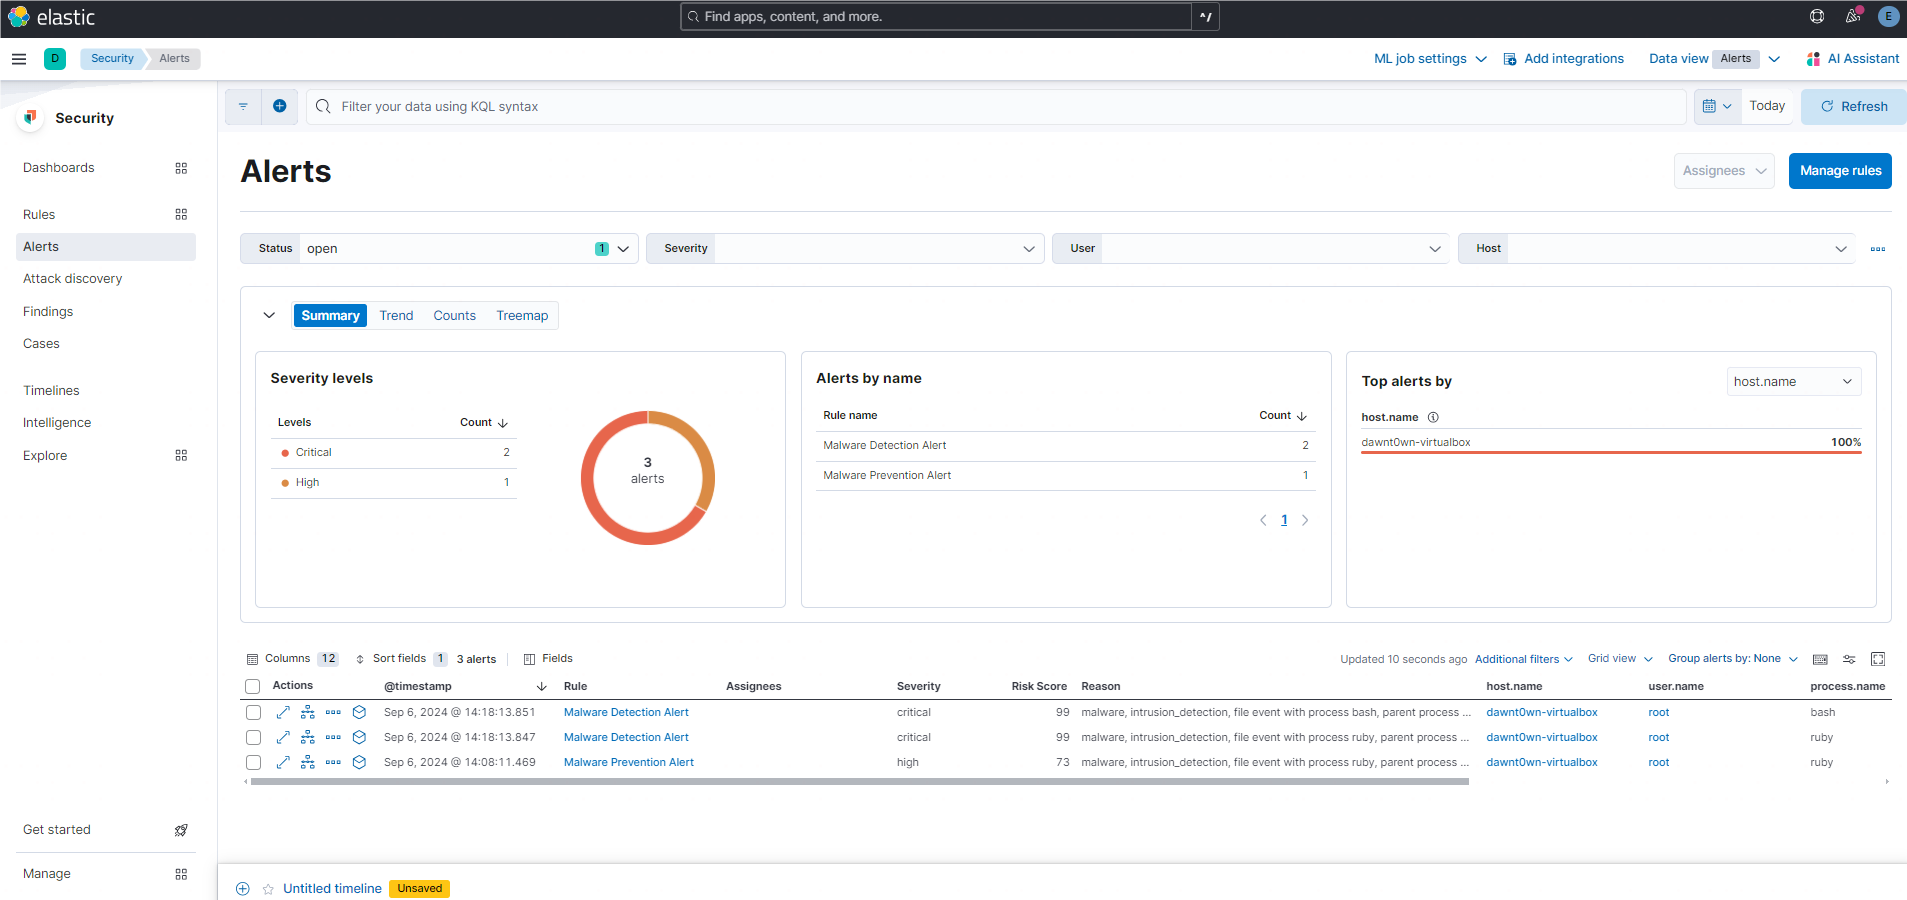 elastic
Find apps, content, and more.
^/
E
D
Security
Alerts
ML job settings
Add integrations
Data view
Alerts
AI Assistant
Security
Filter your data using KQL syntax
Today
Refresh
Dashboards
Rules
Alerts
Attack discovery
Findings
Cases
Timelines
Intelligence
Explore
Get started
Manage
Alerts
Assignees
Manage rules
Status
open
1
Severity
User
Host
Summary
Trend
Counts
Treemap
Severity levels
Levels Count
Critical 2
High 1
3
alerts
Alerts by name
Rule name Count
Malware Detection Alert 2
Malware Prevention Alert 1
1
Top alerts by
host.name
host.name
dawnt0wn-virtualbox 100%
Columns 12 Sort fields 1 3 alerts Fields
Updated 10 seconds ago Additional filters Grid view Group alerts by: None
Actions @timestamp Rule Assignees Severity Risk Score Reason host.name user.name process.name
Sep 6, 2024 @ 14:18:13.851 Malware Detection Alert critical 99 malware, intrusion_detection, file event with process bash, parent process ... dawnt0wn-virtualbox root bash
Sep 6, 2024 @ 14:18:13.847 Malware Detection Alert critical 99 malware, intrusion_detection, file event with process ruby, parent process ... dawnt0wn-virtualbox root ruby
Sep 6, 2024 @ 14:08:11.469 Malware Prevention Alert high 73 malware, intrusion_detection, file event with process ruby, parent process ... dawnt0wn-virtualbox root ruby
Untitled timeline
Unsaved